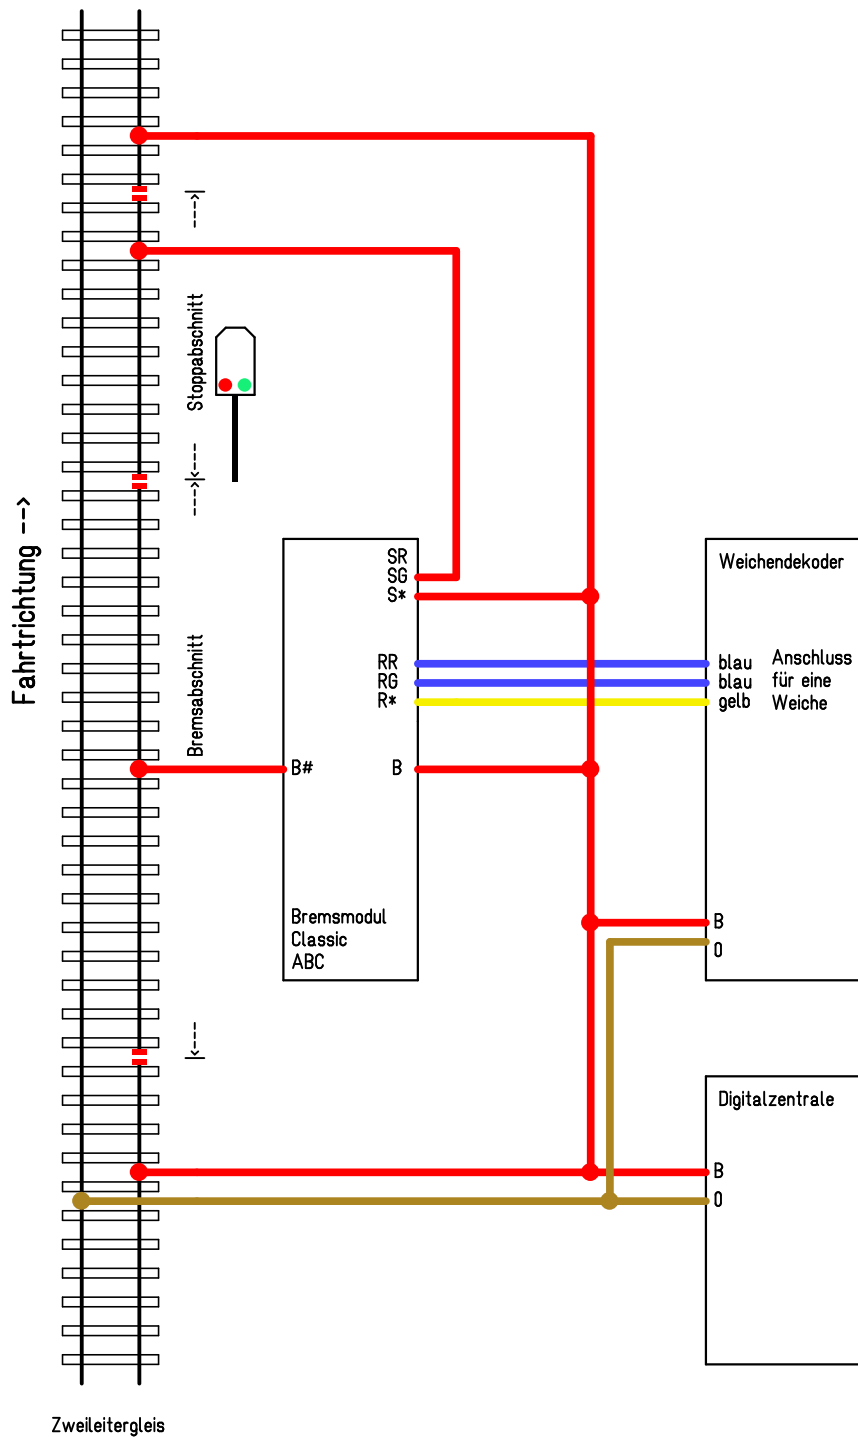 Stoppabschnitt
Fahrtrichtung -->
Bremsabschnitt
SR
SG
S*
RR
RG
R*
B#
B
Bremsmodul
Classic
ABC
Weichendekoder
blau
blau
gelb
Anschluss
für eine
Weiche
B
0
Digitalzentrale
B
0
Zweileitergleis